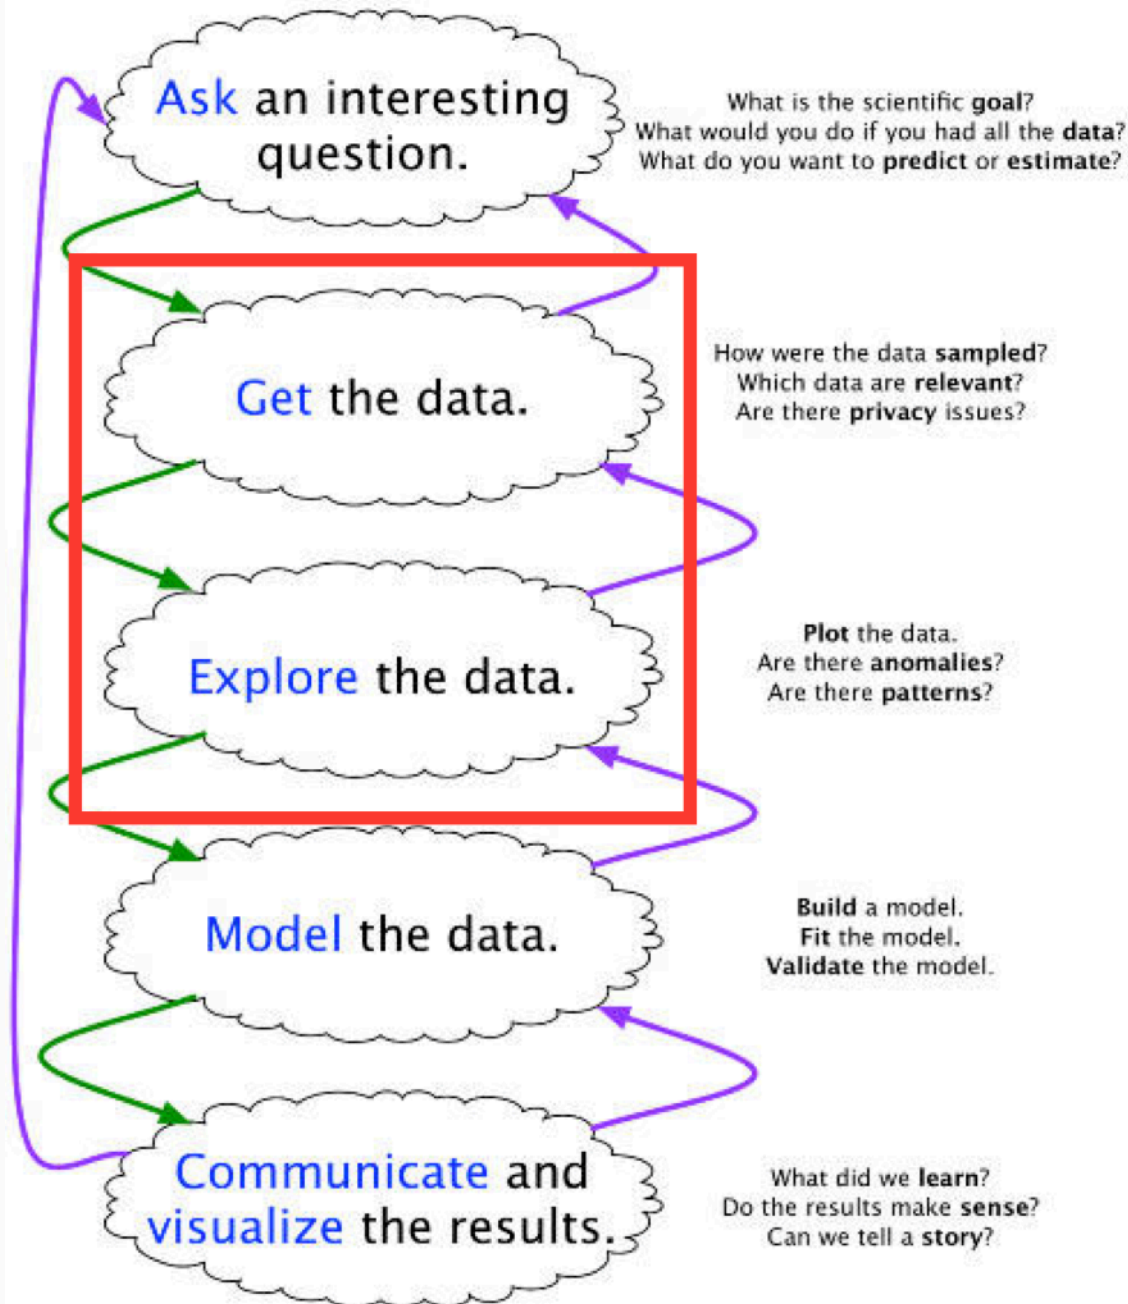 Ask an interesting
question.
What is the scientific goal?
What would you do if you had all the data?
What do you want to predict or estimate?
Get the data.
How were the data sampled?
Which data are relevant?
Are there privacy issues?
Explore the data.
Plot the data.
Are there anomalies?
Are there patterns?
Model the data.
Build a model.
Fit the model.
Validate the model.
Communicate and
visualize the results.
What did we learn?
Do the results make sense?
Can we tell a story?